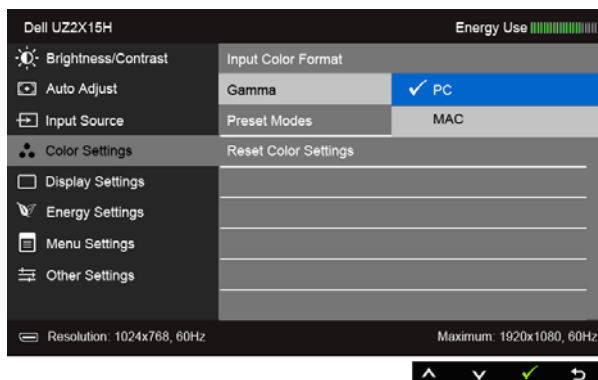 Dell UZ2X15H Energy Use
Brightness/Contrast Input Color Format
Auto Adjust Gamma PC
Input Source Preset Modes MAC
Color Settings Reset Color Settings
Display Settings
Energy Settings
Menu Settings
Other Settings
Resolution: 1024x768, 60Hz Maximum: 1920x1080, 60Hz